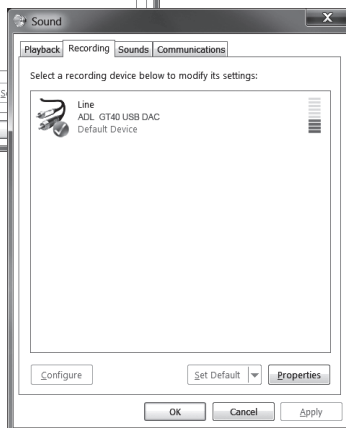 Sound
Playback Recording Sounds Communications
Select a recording device below to modify its settings:
Line
ADL GT40 USB DAC
Default Device
Configure Set Default Properties
OK Cancel Apply